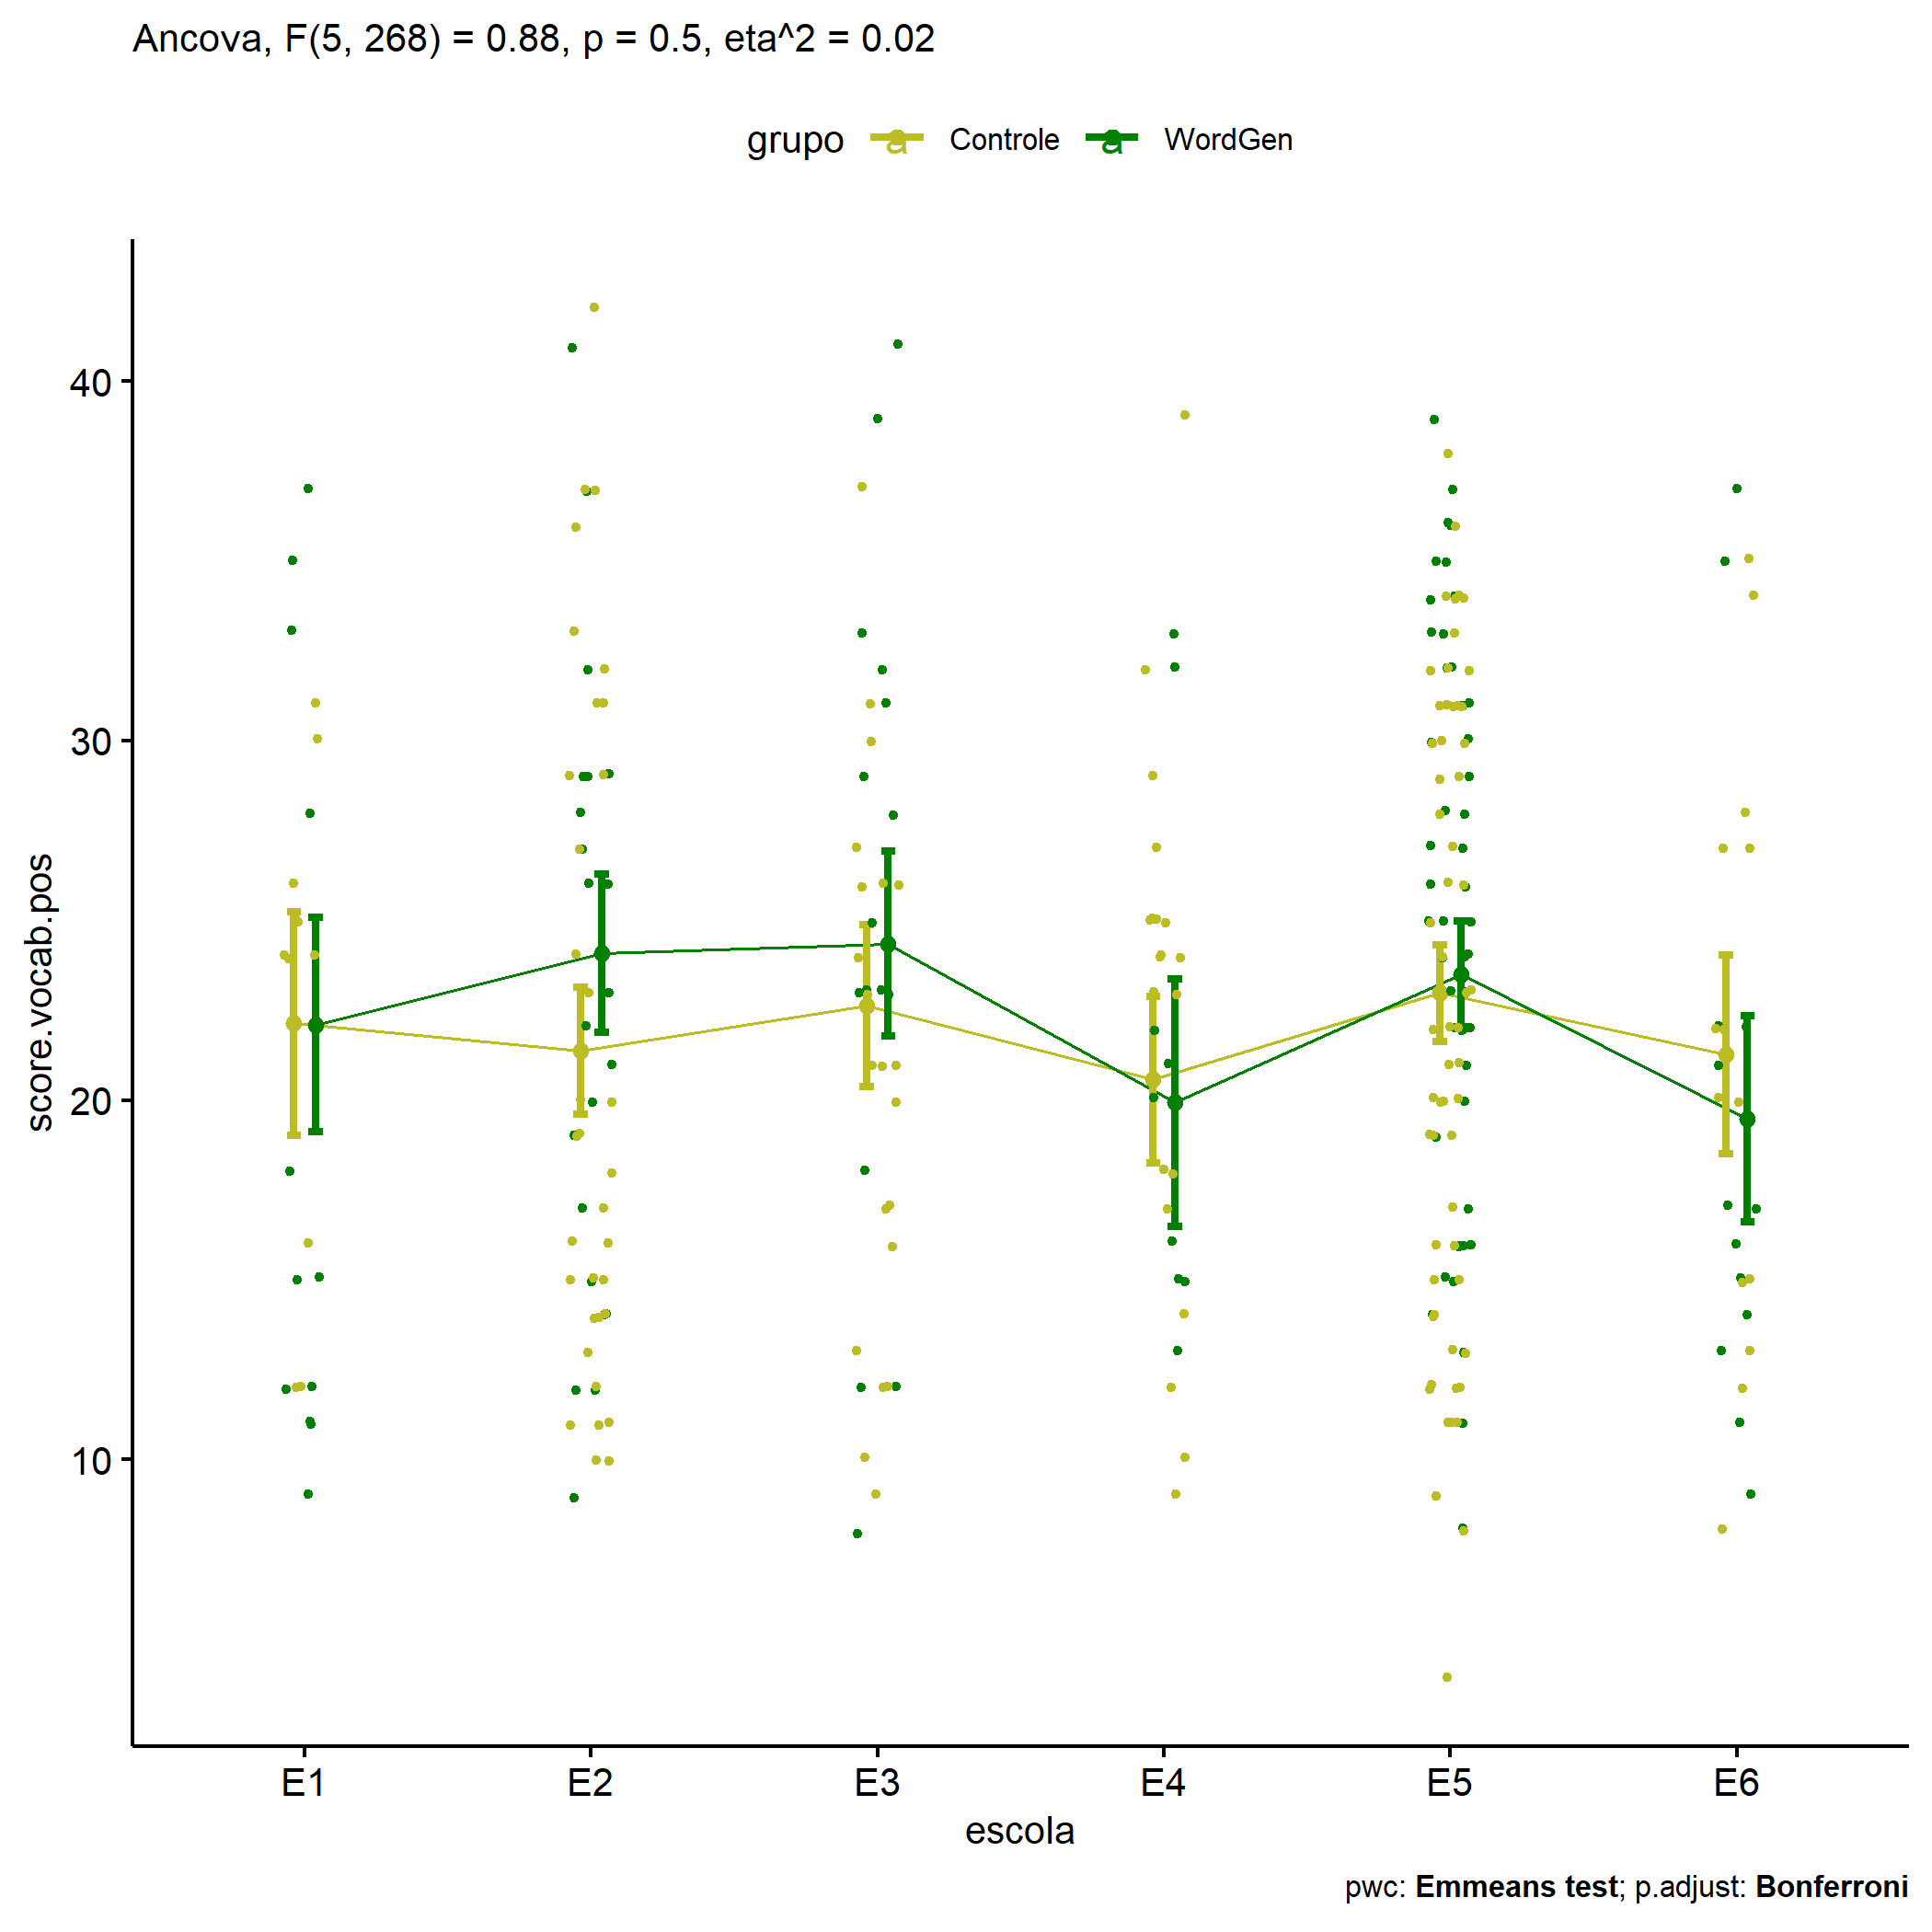 Ancova, F(5, 268) = 0.88, p = 0.5, eta^2 = 0.02
grupo a Controle a WordGen
40
30
20
10
score.vocab.pos
E1 E2 E3 E4 E5 E6
escola
pwc: Emmeans test; p.adjust: Bonferroni